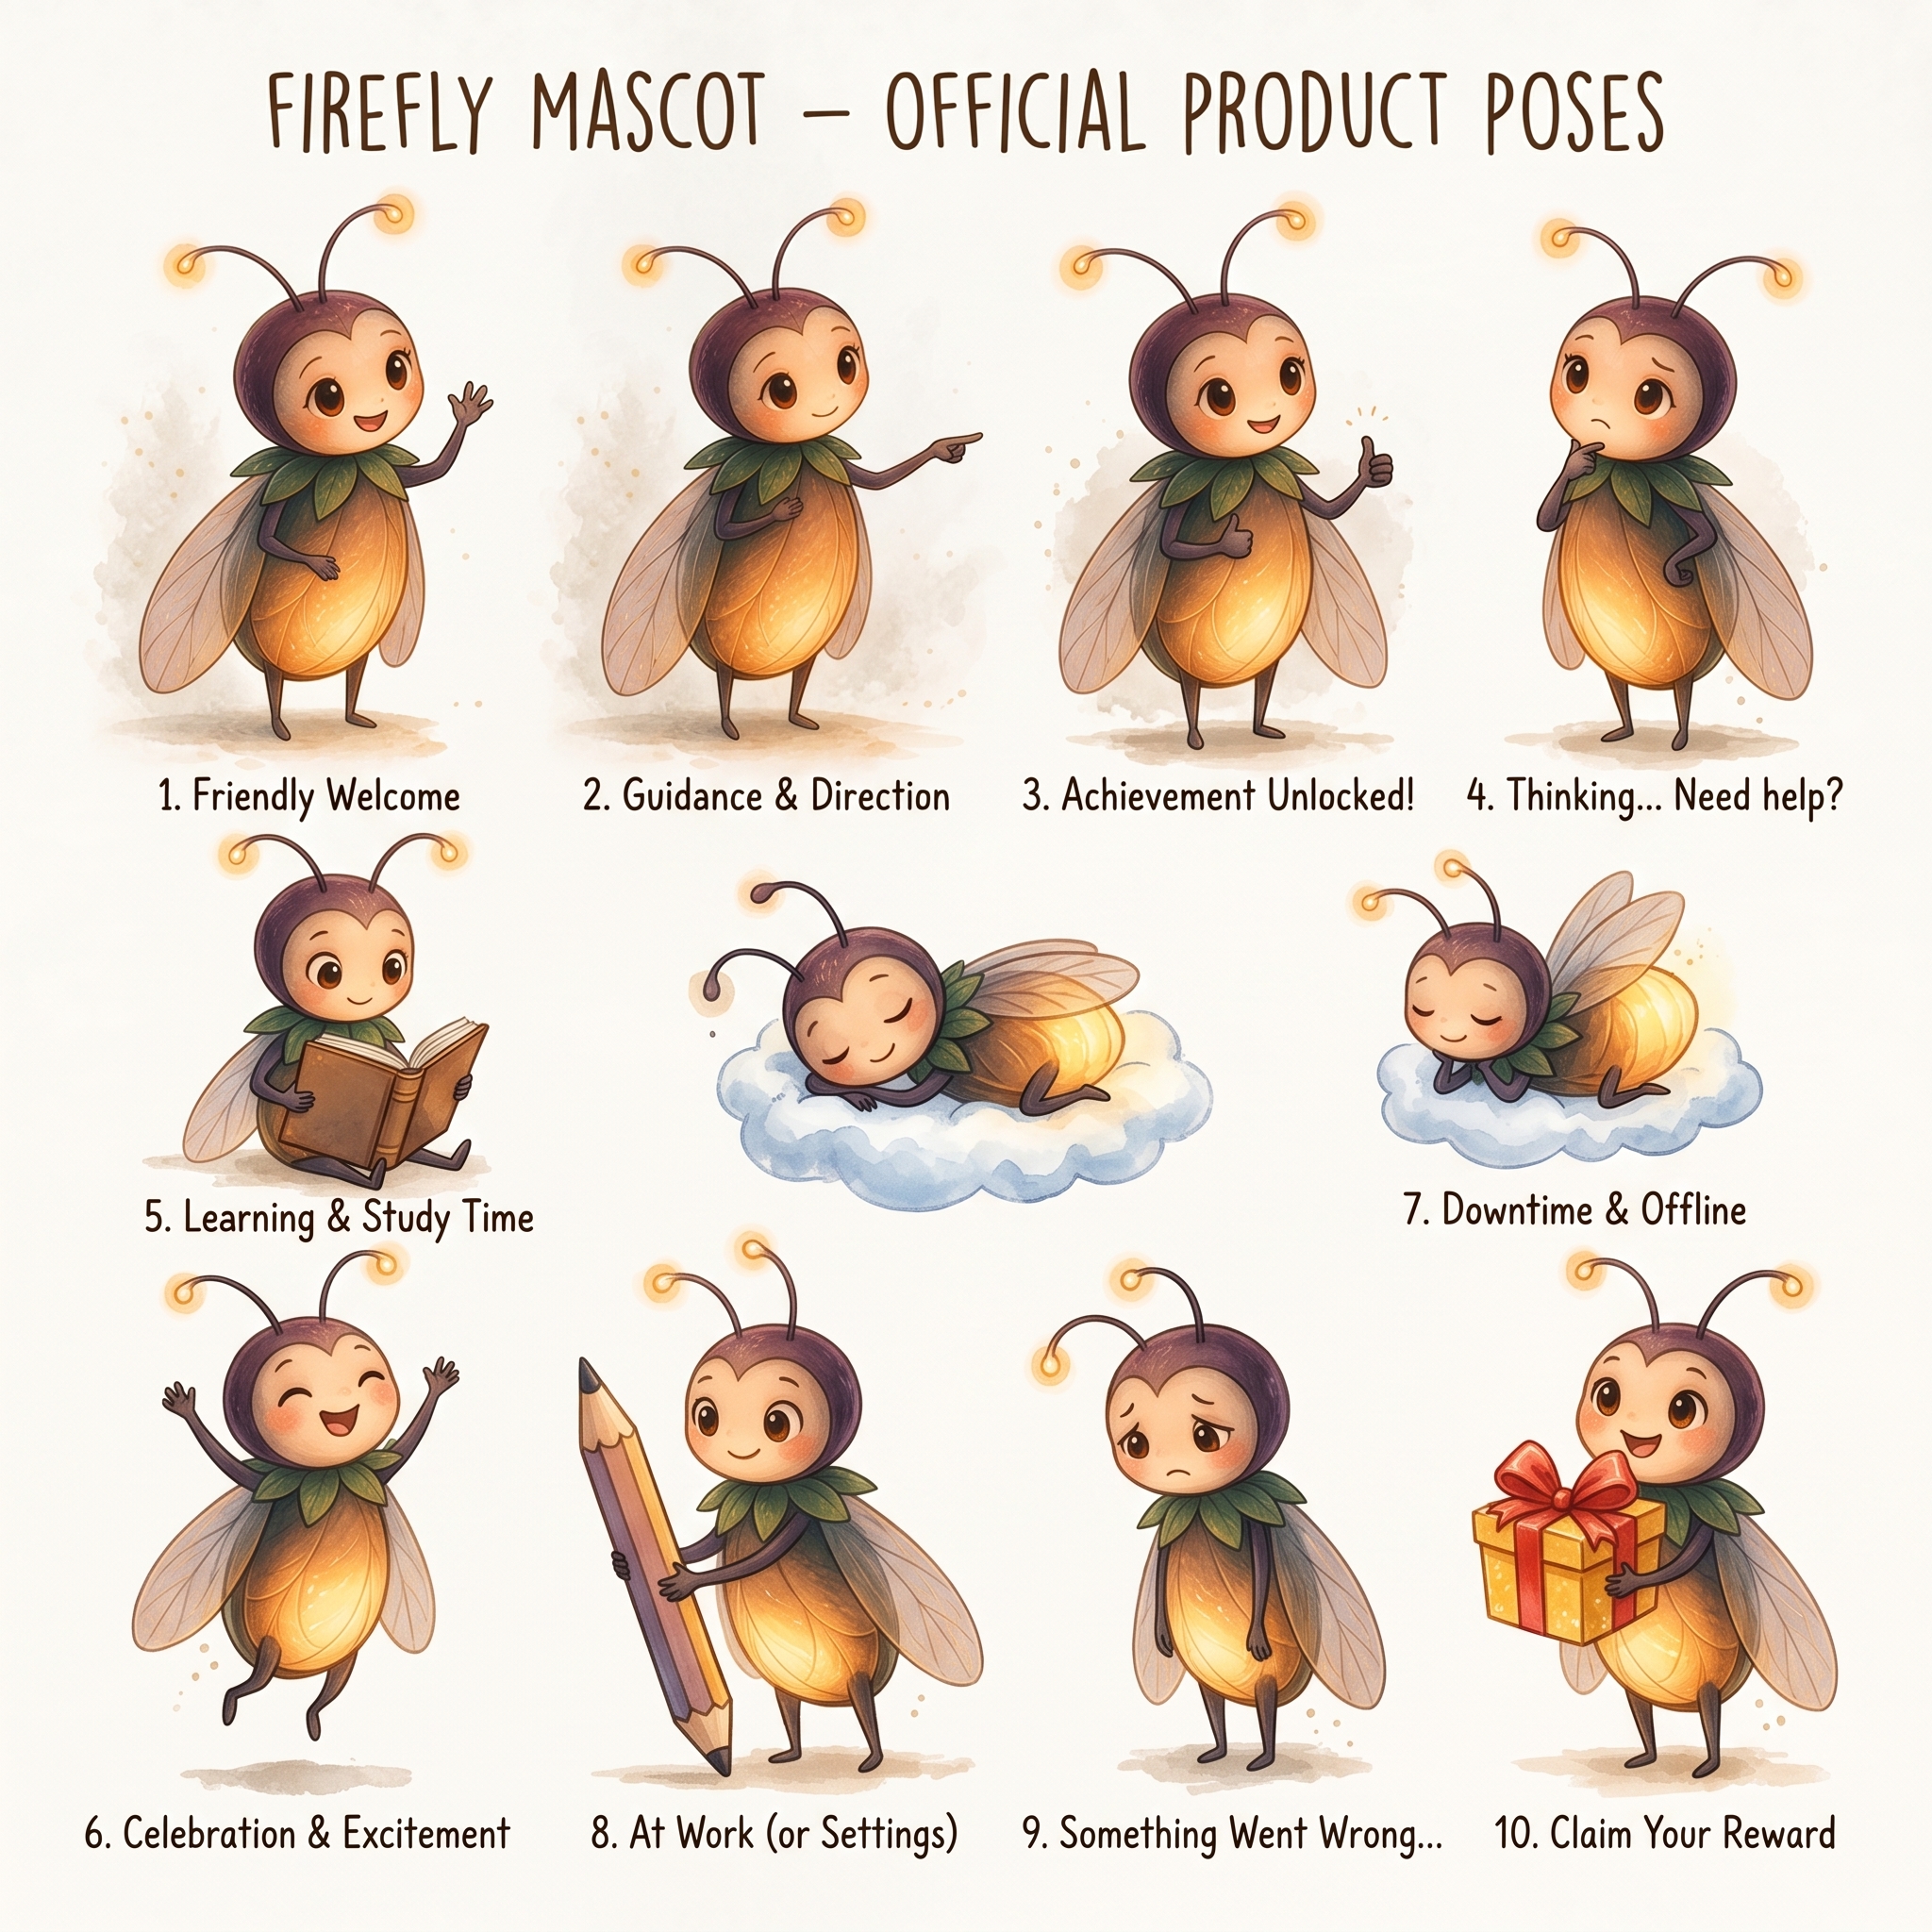 FIREFLY MASCOT – OFFICIAL PRODUCT POSES
1. Friendly Welcome
2. Guidance & Direction
3. Achievement Unlocked!
4. Thinking... Need help?
5. Learning & Study Time
7. Downtime & Offline
6. Celebration & Excitement
8. At Work (or Settings)
9. Something Went Wrong...
10. Claim Your Reward